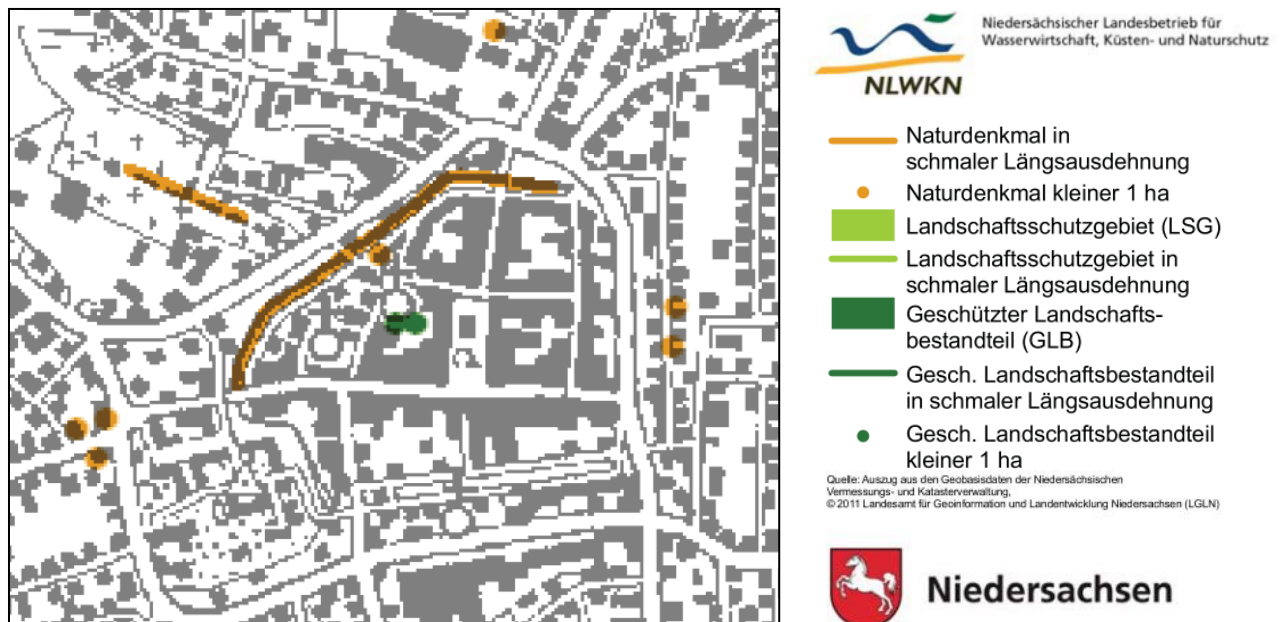 Niedersächsischer Landesbetrieb für
Wasserwirtschaft, Küsten- und Naturschutz
NLWKN
Naturdenkmal in
schmaler Längsausdehnung
Naturdenkmal kleiner 1 ha
Landschaftsschutzgebiet (LSG)
Landschaftsschutzgebiet in
schmaler Längsausdehnung
Geschützter Landschafts-
bestandteil (GLB)
Gesch. Landschaftsbestandteil
in schmaler Längsausdehnung
Gesch. Landschaftsbestandteil
kleiner 1 ha
Quelle: Auszug aus den Geobasisdaten der Niedersächsischen
Vermessungs- und Katasterverwaltung,
© 2011 Landesamt für Geoinformation und Landentwicklung Niedersachsen (LGLN)
Niedersachsen